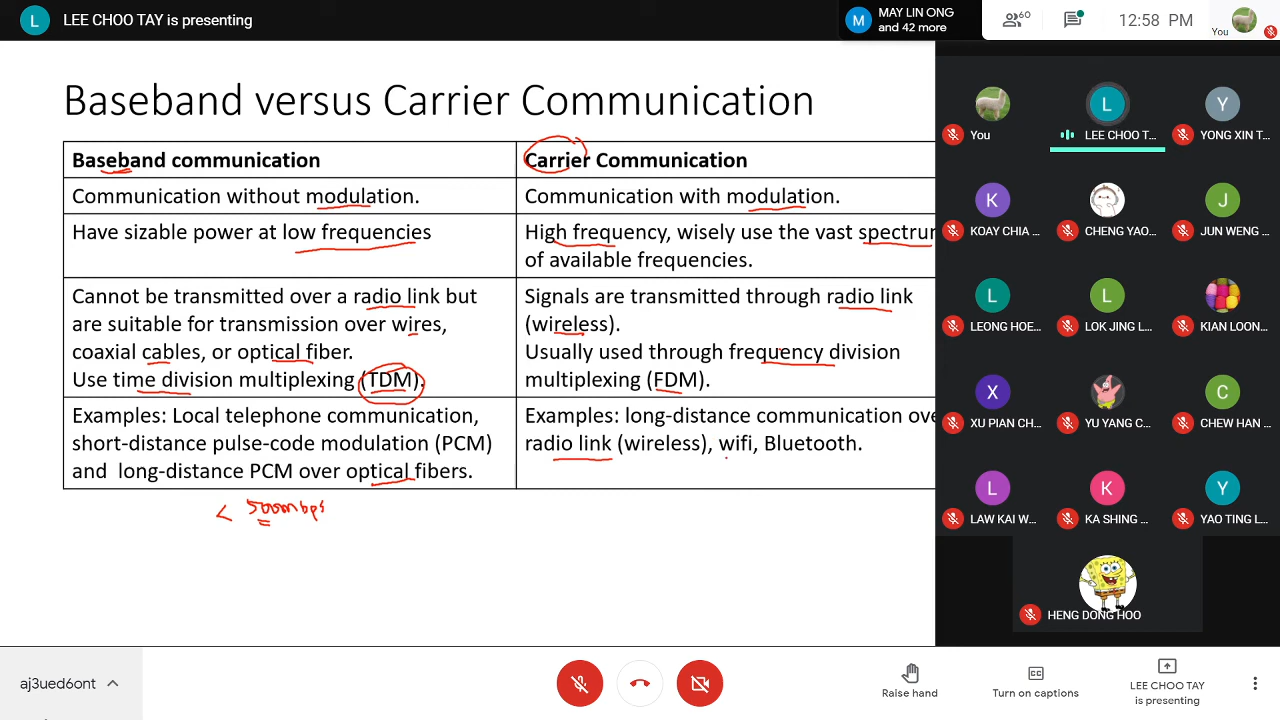 L LEE CHOO TAY is presenting
M MAY LIN ONG
and 42 more
60
12:58 PM
You
Baseband versus Carrier Communication
Baseband communication
Carrier Communication
Communication without modulation.
Communication with modulation.
Have sizable power at low frequencies
High frequency, wisely use the vast spectrum
of available frequencies.
Cannot be transmitted over a radio link but
are suitable for transmission over wires,
coaxial cables, or optical fiber.
Use time division multiplexing (TDM).
Signals are transmitted through radio link
(wireless).
Usually used through frequency division
multiplexing (FDM).
Examples: Local telephone communication,
short-distance pulse-code modulation (PCM)
and long-distance PCM over optical fibers.
Examples: long-distance communication ove
radio link (wireless), wifi, Bluetooth.
< 500mbps
You
L
LEE CHOO T...
Y
YONG XIN T...
K
KOAY CHIA ...
CHENG YAO...
J
JUN WENG ...
L
LEONG HOE...
L
LOK JING L...
KIAN LOON...
X
XU PIAN CH...
YU YANG C...
C
CHEW HAN ...
L
LAW KAI W...
K
KA SHING ...
Y
YAO TING L...
HENG DONG HOO
aj3ued6ont
Raise hand
CC
Turn on captions
LEE CHOO TAY
is presenting